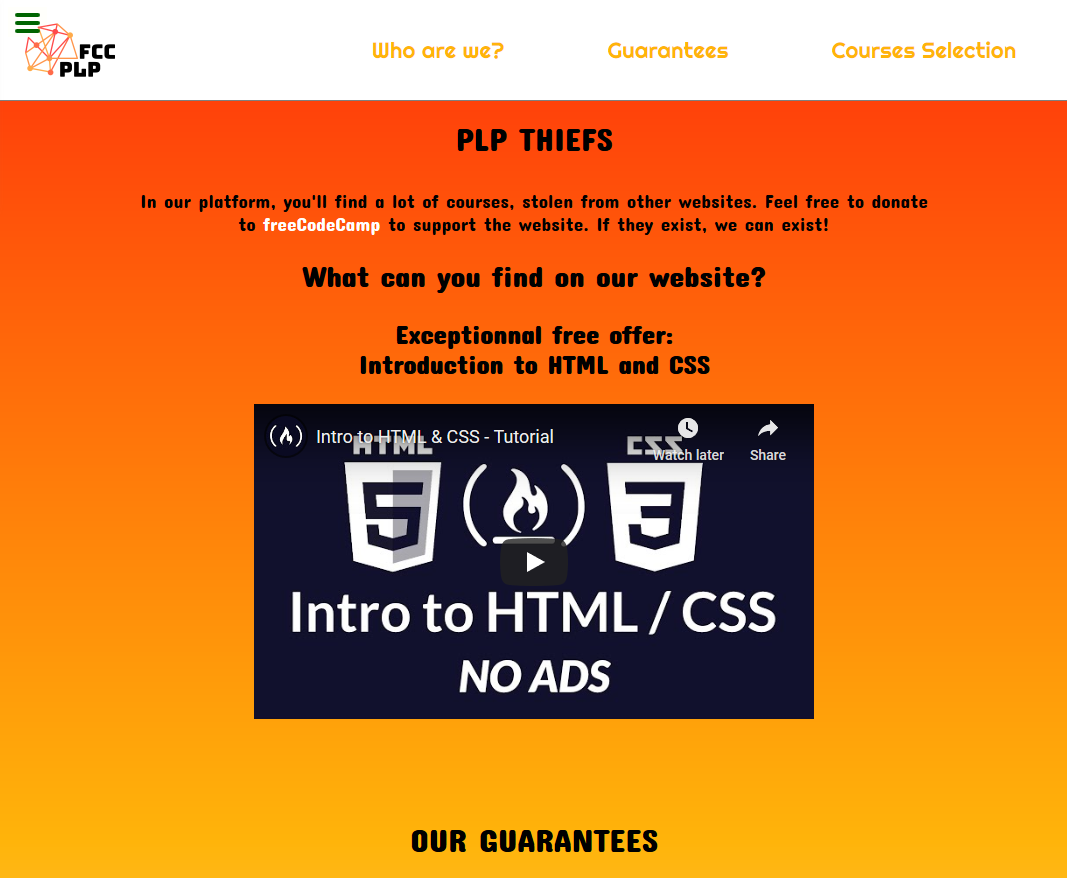 FCC
PLP
Who are we?
Guarantees
Courses Selection
PLP THIEFS
In our platform, you'll find a lot of courses, stolen from other websites. Feel free to donate
to freeCodeCamp to support the website. If they exist, we can exist!
What can you find on our website?
Exceptionnal free offer:
Introduction to HTML and CSS
Intro to HTML & CSS - Tutorial
Watch later
Share
HTML
CSS
Intro to HTML / CSS
NO ADS
OUR GUARANTEES